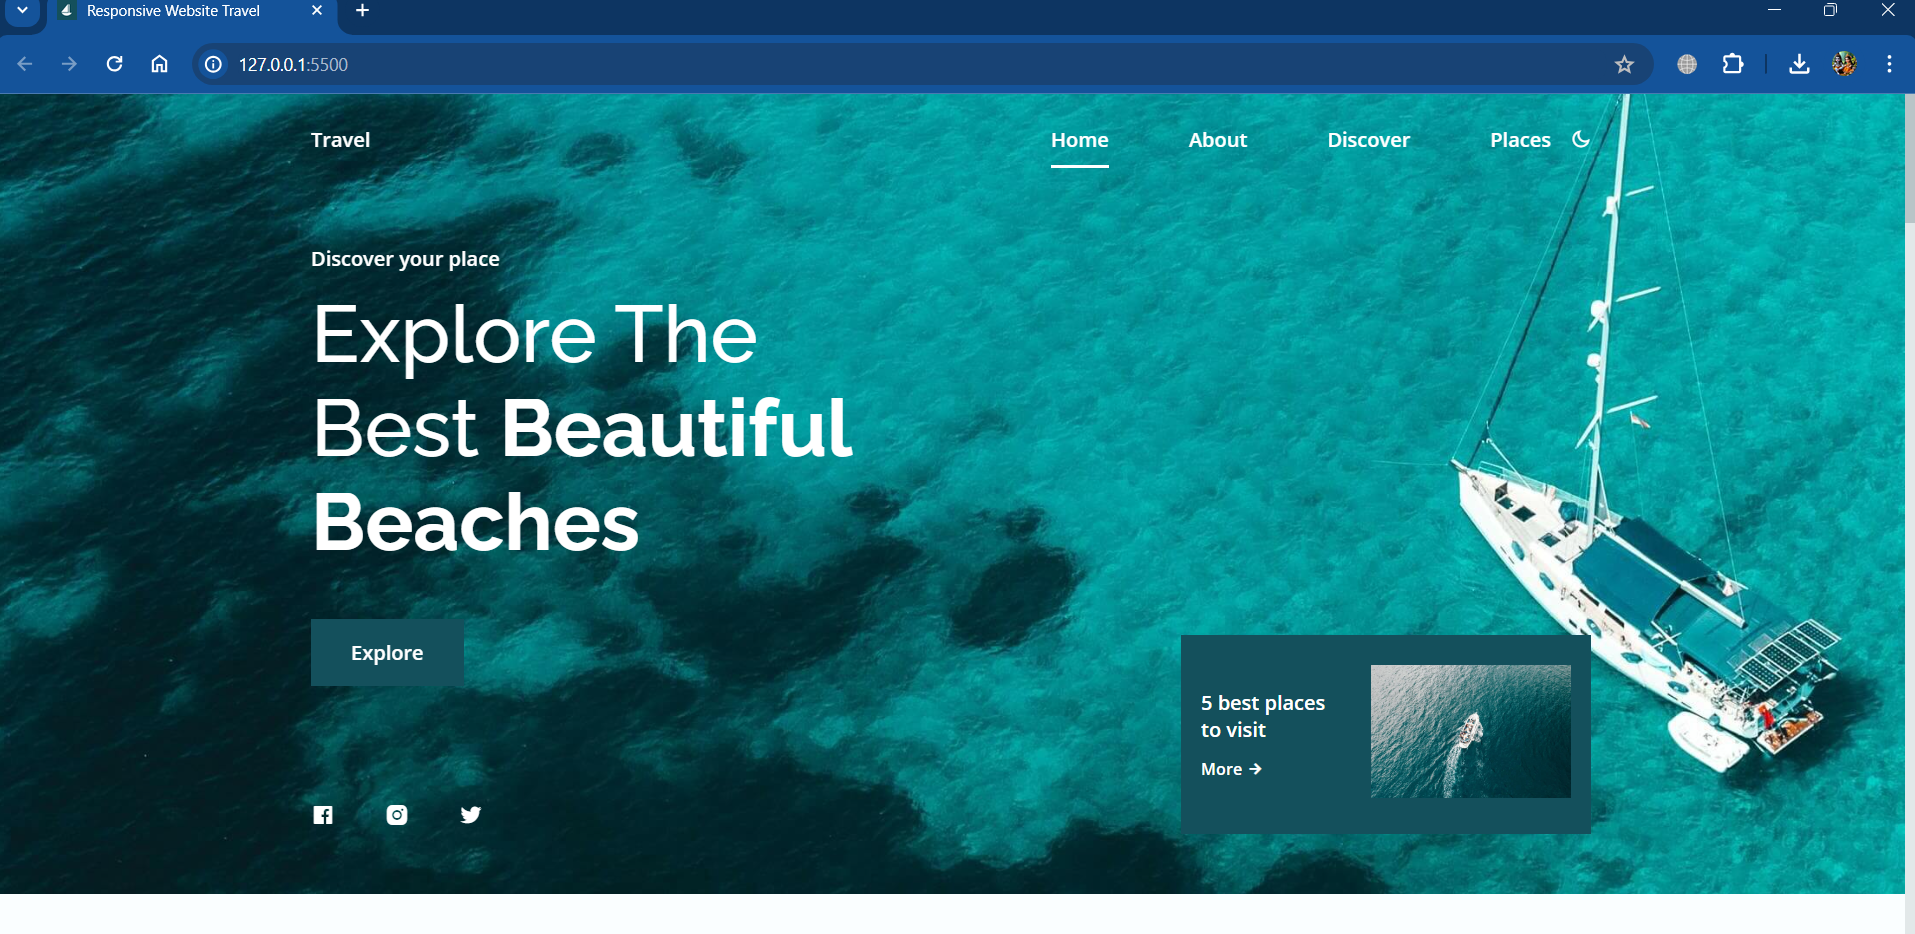 Responsive Website Travel
127.0.0.1:5500
Travel
Home About Discover Places
Discover your place
Explore The
Best Beautiful
Beaches
Explore
5 best places
to visit
More →